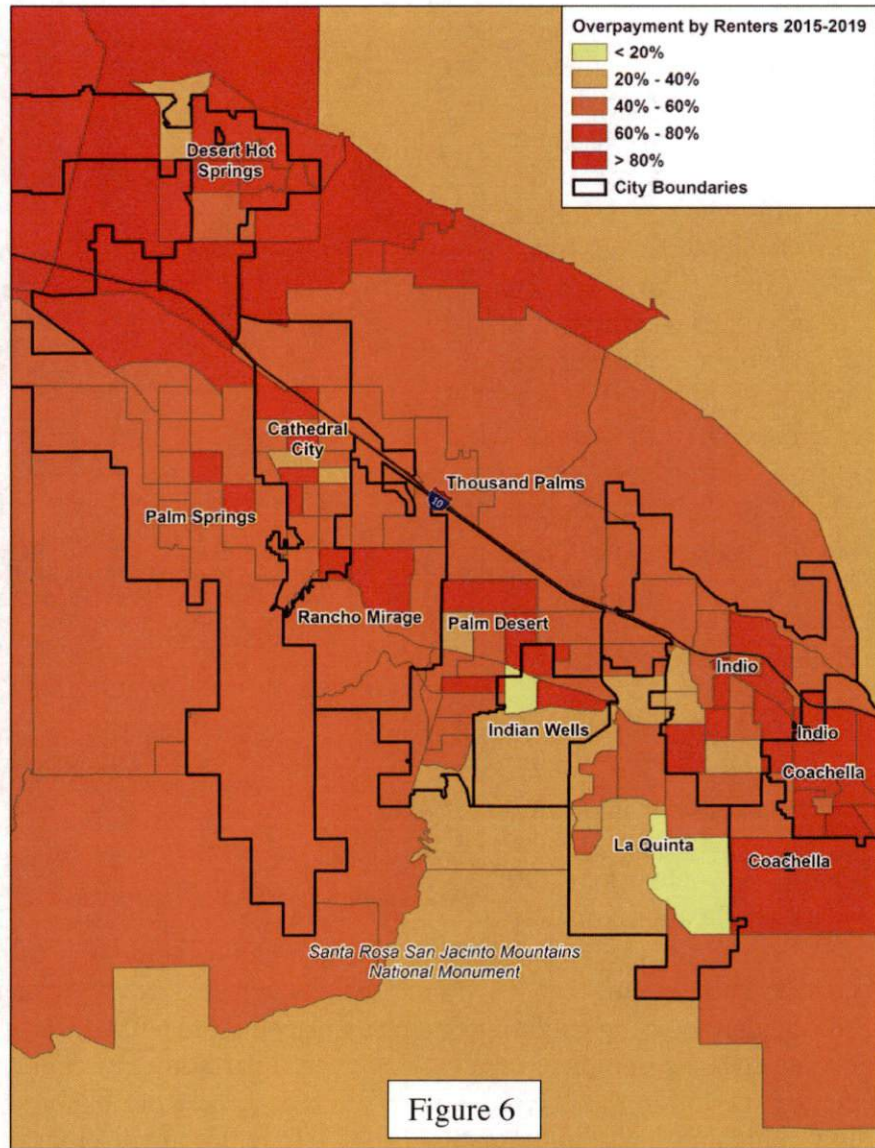 Overpayment by Renters 2015-2019
< 20%
20% - 40%
40% - 60%
60% - 80%
> 80%
City Boundaries
Desert Hot
Springs
Cathedral
City
Thousand Palms
10
Palm Springs
Rancho Mirage
Palm Desert
Indio
Indian Wells
Indio
Coachella
La Quinta
Coachella
Santa Rosa San Jacinto Mountains
National Monument
Figure 6